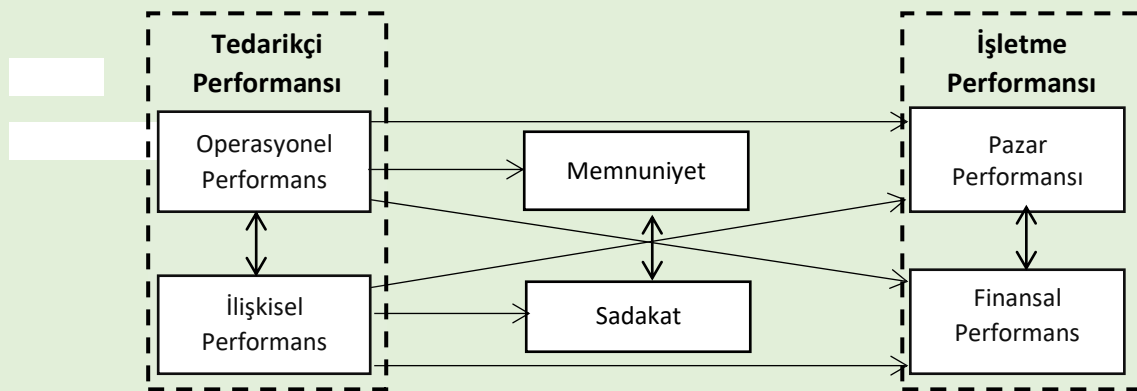 Tedarikçi
Performansı
Operasyonel
Performans
İlişkisel
Performans
Memnuniyet
Sadakat
İşletme
Performansı
Pazar
Performansı
Finansal
Performans